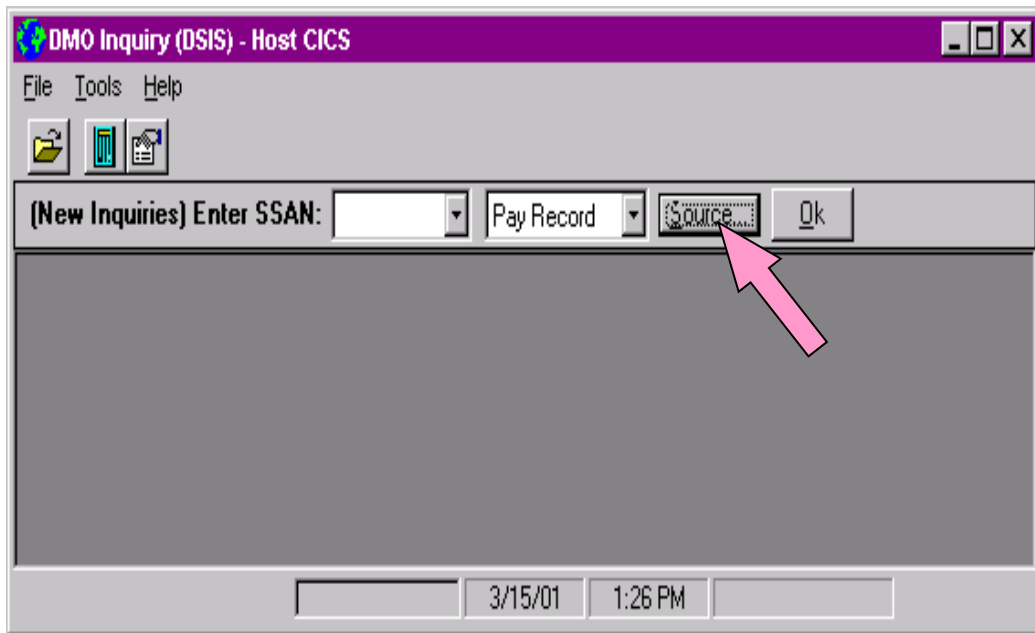 DMO Inquiry (DSIS) - Host CICS
File Tools Help
(New Inquiries) Enter SSAN: Pay Record Source... Ok
3/15/01 1:26 PM